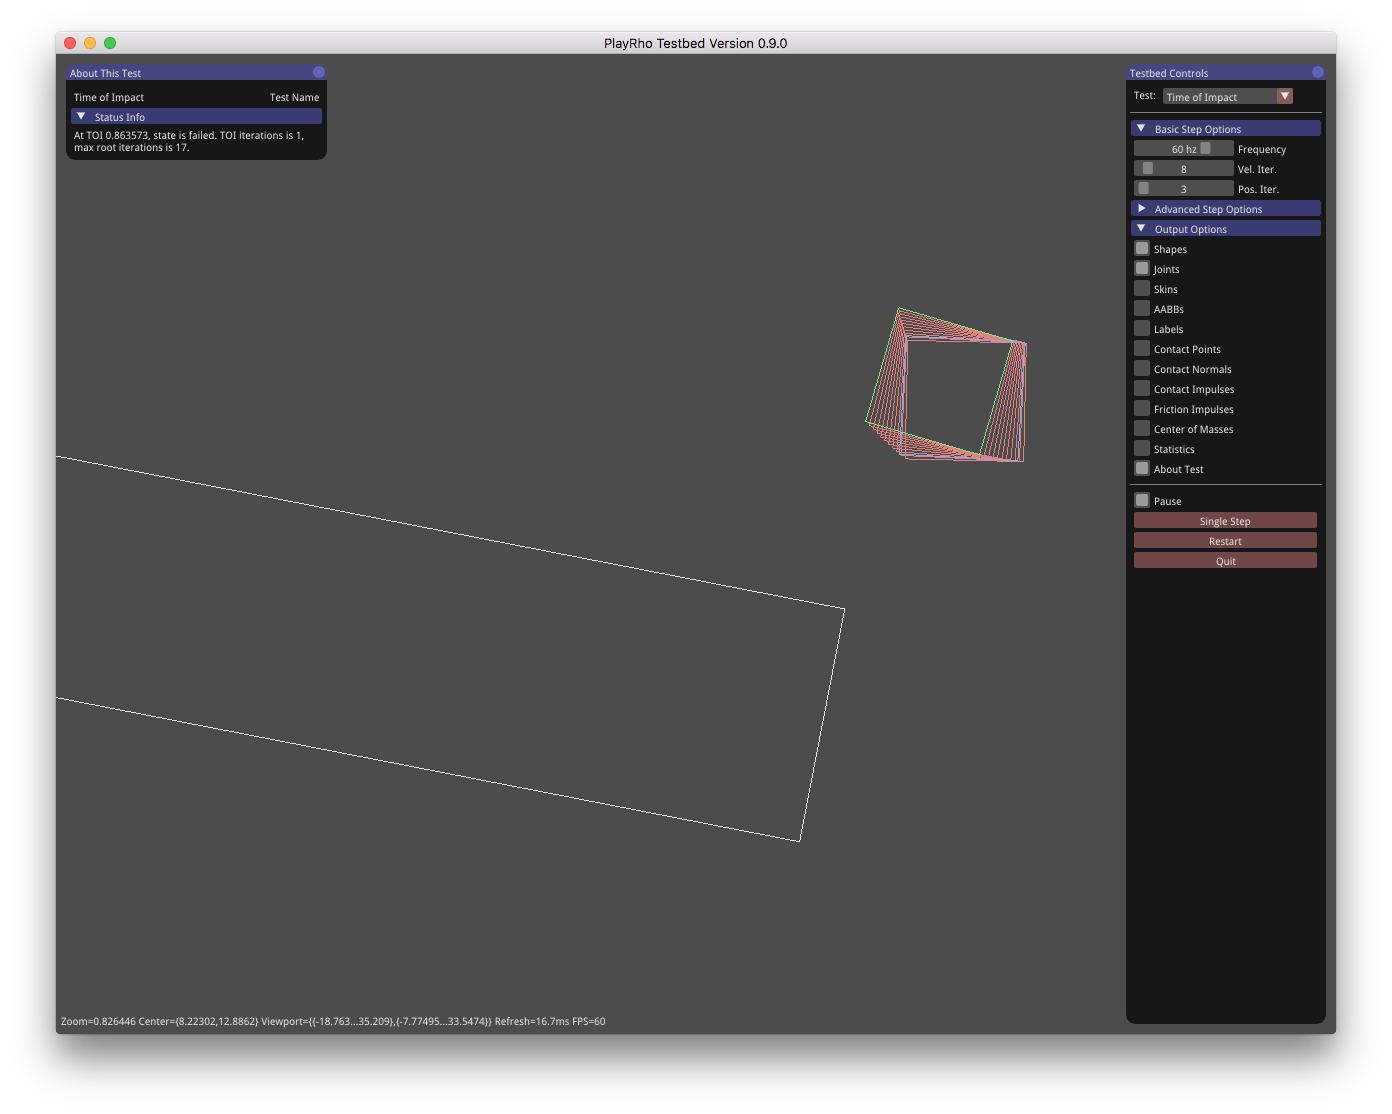 PlayRho Testbed Version 0.9.0
About This Test
Time of Impact Test Name
Status Info
At TOI 0.863573, state is failed. TOI iterations is 1,
max root iterations is 17.
Testbed Controls
Test: Time of Impact
Basic Step Options
60 hz Frequency
8 Vel. Iter.
3 Pos. Iter.
Advanced Step Options
Output Options
Shapes
Joints
Skins
AABBs
Labels
Contact Points
Contact Normals
Contact Impulses
Friction Impulses
Center of Masses
Statistics
About Test
Pause
Single Step
Restart
Quit
Zoom=0.826446 Center={8.22302,12.8862} Viewport={{-18.763...35.209},{-7.77495...33.5474}} Refresh=16.7ms FPS=60